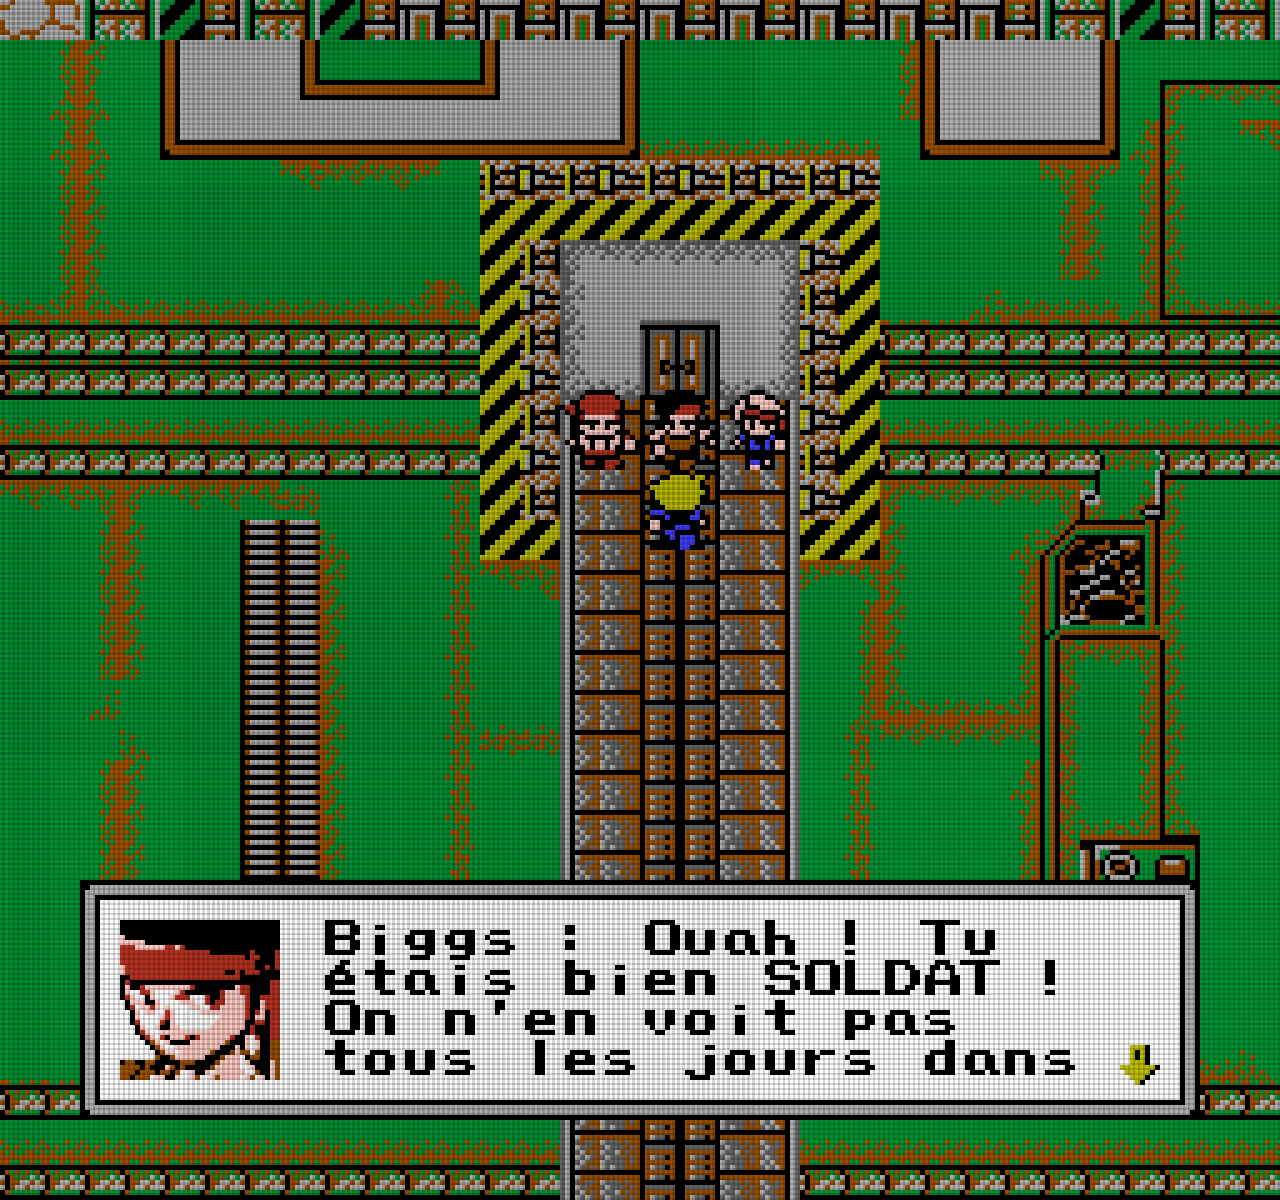 Biggs : Ouah ! Tu
étais bien SOLDAT !
On n'en voit pas
tous les jours dans